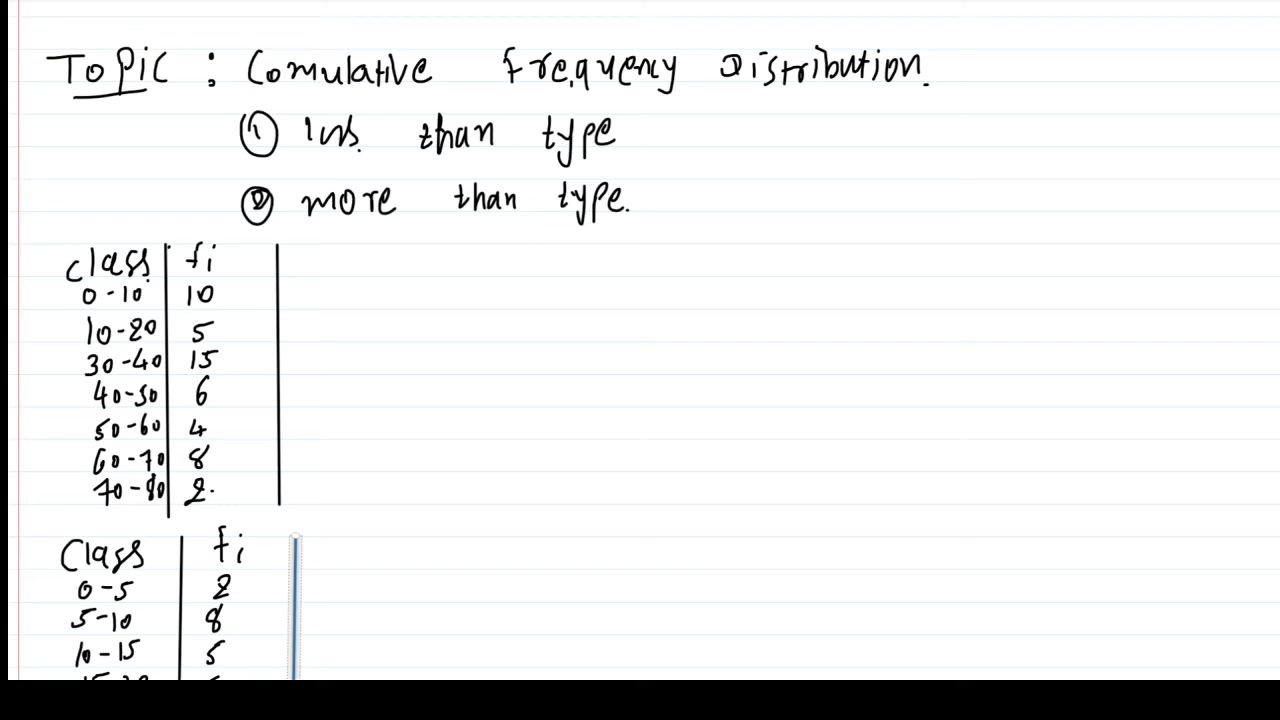 Topic : Comulative frequency Distribution.
① less than type
② more than type.
class fi
0-10 10
10-20 5
30-40 15
40-50 6
50-60 4
60-70 8
70-80 2.
Class fi
0-5 2
5-10 8
10-15 5